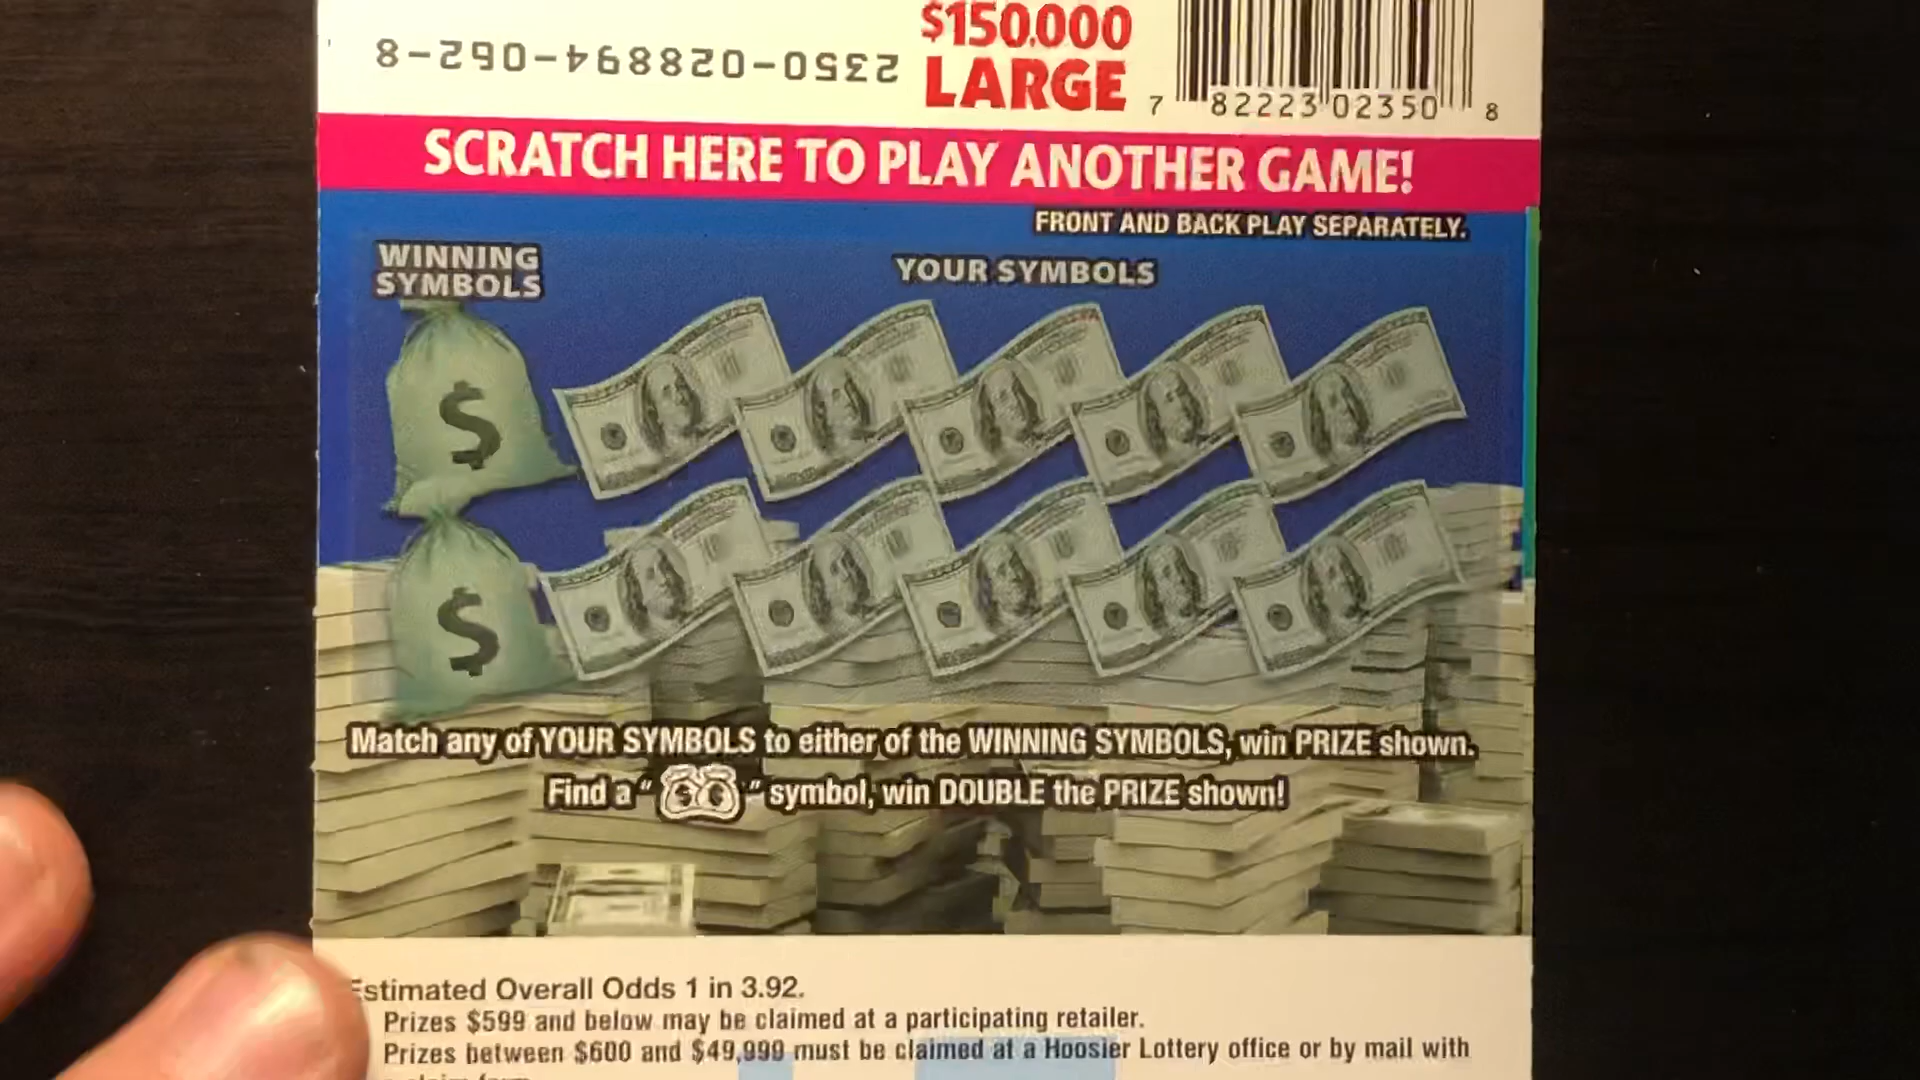 2350-028894-062-8
$150,000
LARGE
7 82223 02350 8
SCRATCH HERE TO PLAY ANOTHER GAME!
FRONT AND BACK PLAY SEPARATELY.
WINNING
SYMBOLS
YOUR SYMBOLS
$
$
Match any of YOUR SYMBOLS to either of the WINNING SYMBOLS, win PRIZE shown.
Find a " " symbol, win DOUBLE the PRIZE shown!
Estimated Overall Odds 1 in 3.92.
Prizes $599 and below may be claimed at a participating retailer.
Prizes between $600 and $49,999 must be claimed at a Hoosier Lottery office or by mail with